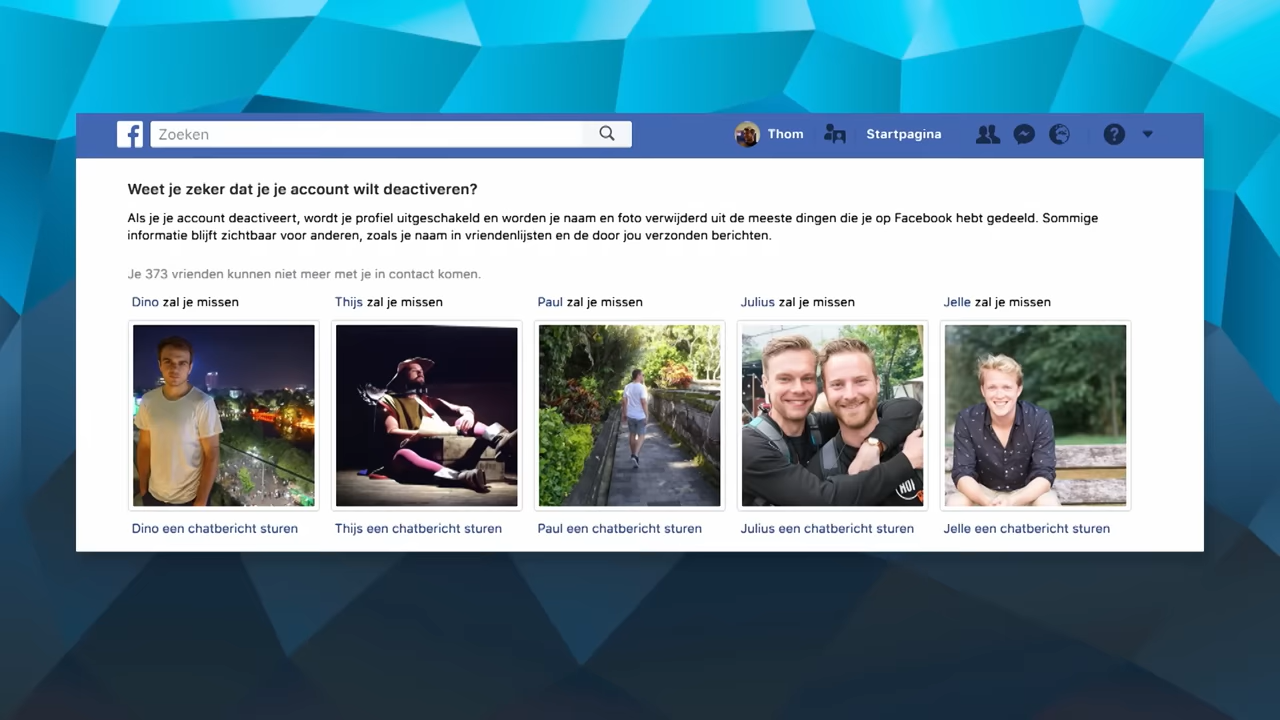 f Zoeken Thom Startpagina ?
Weet je zeker dat je je account wilt deactiveren?
Als je je account deactiveert, wordt je profiel uitgeschakeld en worden je naam en foto verwijderd uit de meeste dingen die je op Facebook hebt gedeeld. Sommige
informatie blijft zichtbaar voor anderen, zoals je naam in vriendenlijsten en de door jou verzonden berichten.
Je 373 vrienden kunnen niet meer met je in contact komen.
Dino zal je missen Thijs zal je missen Paul zal je missen Julius zal je missen Jelle zal je missen
HOI
Dino een chatbericht sturen Thijs een chatbericht sturen Paul een chatbericht sturen Julius een chatbericht sturen Jelle een chatbericht sturen